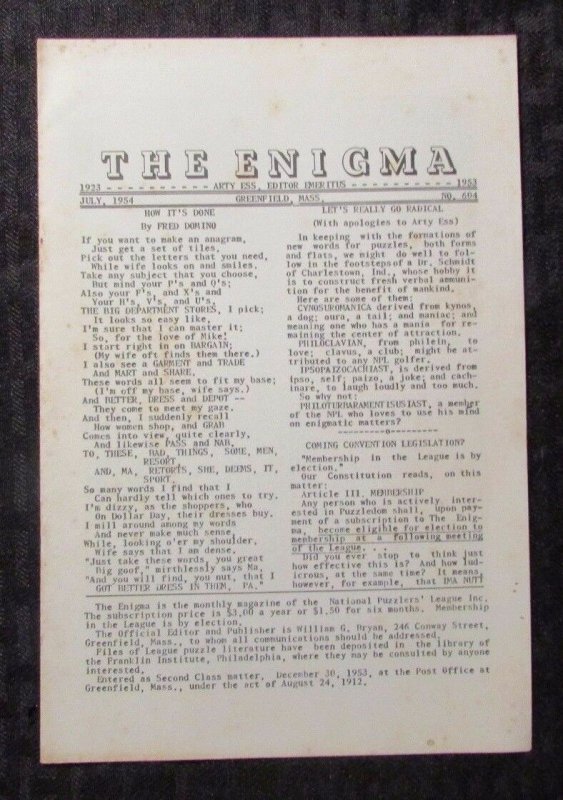 THE ENIGMA
1923 - - - - - - - - - - - ARTY ESS, EDITOR EMERITUS - - - - - - - - - - - 1953
JULY, 1954 GREENFIELD, MASS. NO. 694
HOW IT'S DONE
By FRED DOMINO
If you want to make an anagram,
Just get a set of tiles,
Pick out the letters that you need,
While wife looks on and smiles.
Take any subject that you choose,
But mind your P's and Q's;
Also your F's, and X's and
Your H's, V's, and U's.
THE BIG DEPARTMENT STORES, I pick;
It looks so easy like,
I'm sure that I can master it;
So, for the love of Mike!
I start right in on BARGAIN;
(My wife oft finds them there.)
I also see a GARMENT and TRADE
And MART and SHARE,
These words all seem to fit my base;
(I'm off my base, wife says.)
And BETTER, DRESS and DEPOT --
They come to meet my gaze.
And then, I suddenly recall
How women shop, and GRAB
Comes into view, quite clearly,
And likewise PASS and NAB,
TO, THESE, BAD, THINGS, SOME, MEN,
RESORT
AND, MA, RETORTS, SHE, DEEMS, IT,
SPORT.
So many words I find that I
Can hardly tell which ones to try.
I'm dizzy, as the shoppers, who
On Dollar Day, their dresses buy.
I mill around among my words
And never make much sense,
While, looking o'er my shoulder,
Wife says that I am dense.
"Just take these words, you great
Big goof," mirthlessly says Ma,
"And you will find, you nut, that I
GOT BETTER DRESS IN THEM, PA."
LET'S REALLY GO RADICAL
(With apologies to Arty Ess)
In keeping with the formations of
new words for puzzles, both forms
and flats, we might do well to fol-
low in the footsteps of a Dr. Schmidt
of Charlestown, Ind., whose hobby it
is to construct fresh verbal ammuni-
tion for the benefit of mankind.
Here are some of them:
CYNOSUROMANICA derived from kynos,
a dog; oura, a tail; and maniac; and
meaning one who has a mania for re-
maining the center of attraction.
PHILOCLAVIAN, from philein, to
love; clavus, a club; might be at-
tributed to any NPL golfer.
IPSOPAIZOCACHIAST, is derived from
ipso, self; paizo, a joke; and cach-
inare, to laugh loudly and too much.
So why not:
PHILOTERBARAMENTISUSIAST, a member
of the NPL who loves to use his mind
on enigmatic matters?
----------o----------
COMING CONVENTION LEGISLATION?
"Membership in the League is by
election."
Our Constitution reads, on this
matter:
Article III. MEMBERSHIP
Any person who is actively inter-
ested in Puzzledom shall, upon pay-
ment of a subscription to The Enig-
ma, become eligible for election to
membership at a following meeting
of the League. . .
Did you ever stop to think just
how effective this is? And how lud-
icrous, at the same time? It means,
however, for example, that IMA NUTT
The Enigma is the monthly magazine of the National Puzzlers' League Inc.
The subscription price is $3.00 a year or $1.50 for six months. Membership
in the League is by election.
The Official Editor and Publisher is William G. Bryan, 246 Conway Street,
Greenfield, Mass., to whom all communications should be addressed.
Files of League puzzle literature have been deposited in the library of
the Franklin Institute, Philadelphia, where they may be consulted by anyone
interested.
Entered as Second Class matter, December 30, 1953, at the Post Office at
Greenfield, Mass., under the act of August 24, 1912.